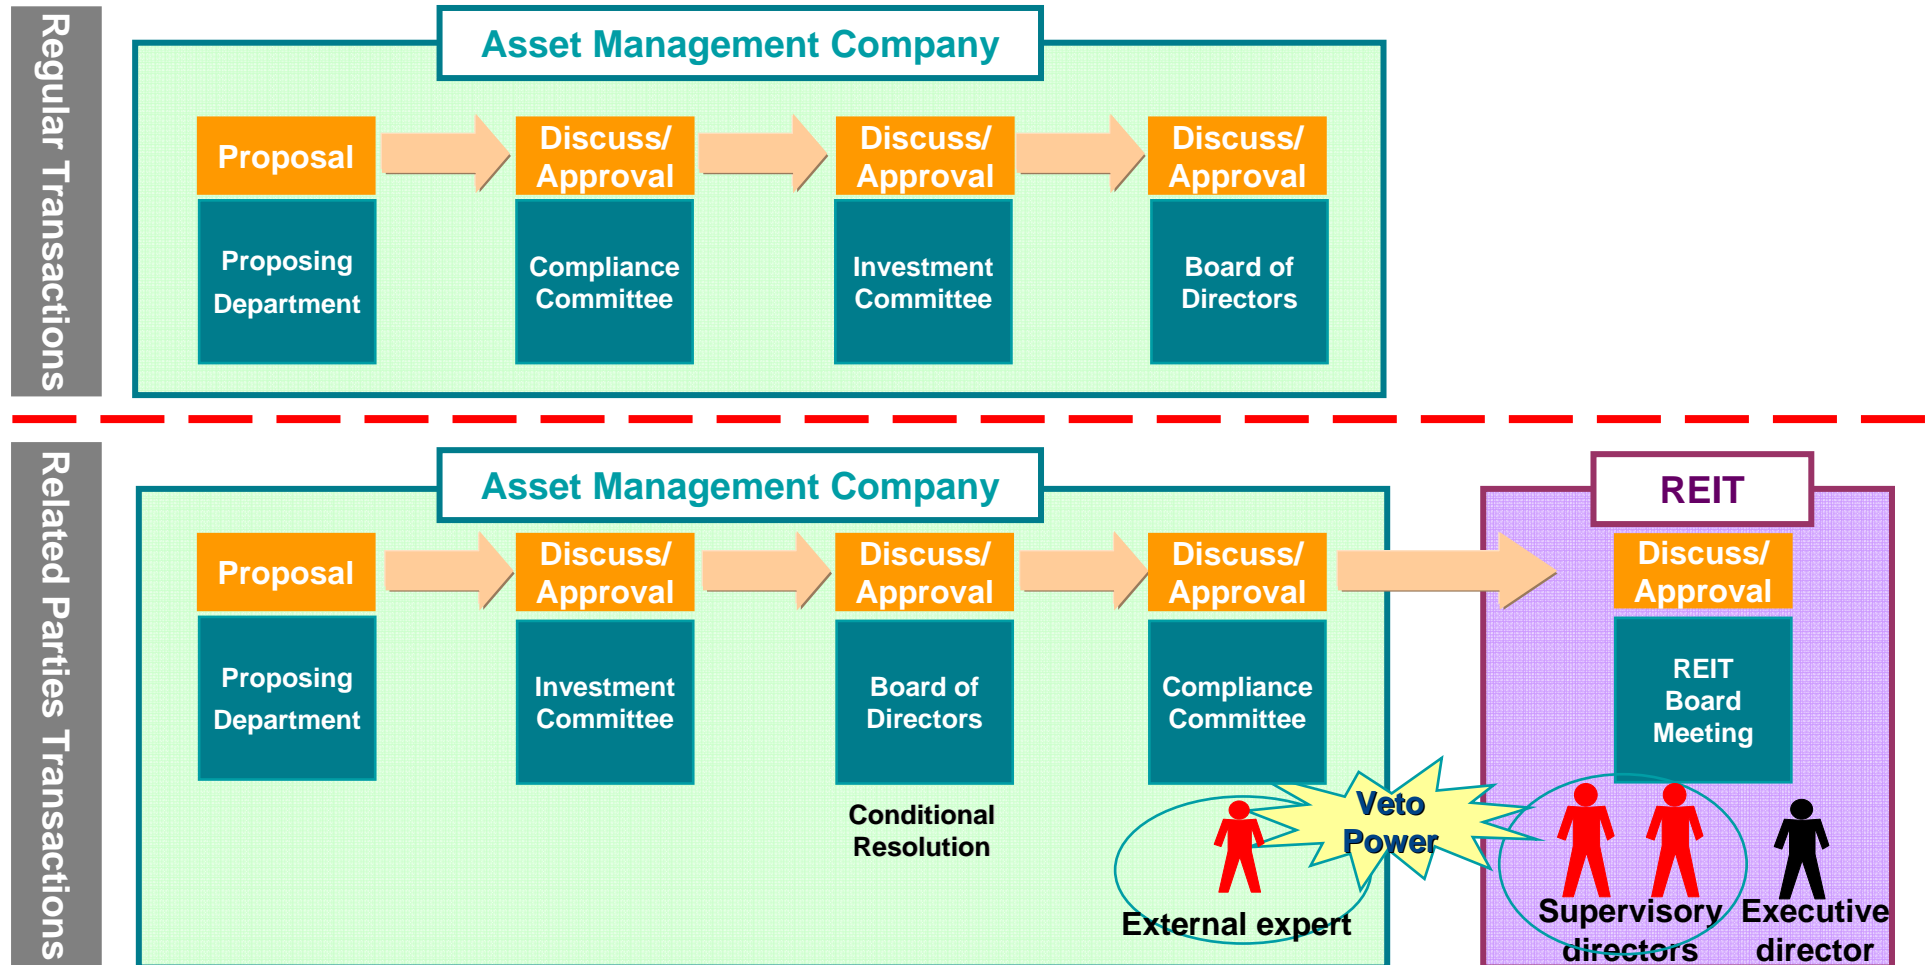 Regular Transactions
Asset Management Company
Proposal
Discuss/
Approval
Discuss/
Approval
Discuss/
Approval
Proposing
Department
Compliance
Committee
Investment
Committee
Board of
Directors
Related Parties Transactions
Asset Management Company
REIT
Proposal
Discuss/
Approval
Discuss/
Approval
Discuss/
Approval
Discuss/
Approval
Proposing
Department
Investment
Committee
Board of
Directors
Compliance
Committee
REIT
Board
Meeting
Conditional
Resolution
Veto
Power
External expert
Supervisory
directors
Executive
director